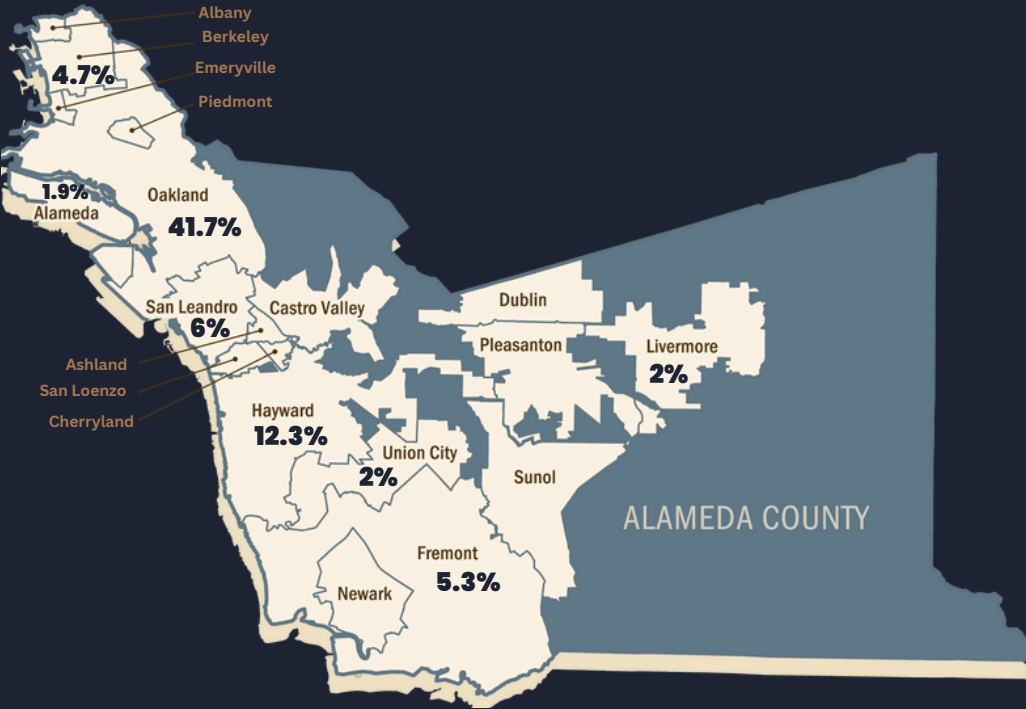 Albany
Berkeley
4.7%
Emeryville
Piedmont
1.9%
Alameda
Oakland
41.7%
San Leandro
6%
Castro Valley
Dublin
Pleasanton
Livermore
2%
Ashland
San Loenzo
Cherryland
Hayward
12.3%
Union City
2%
Sunol
ALAMEDA COUNTY
Fremont
5.3%
Newark